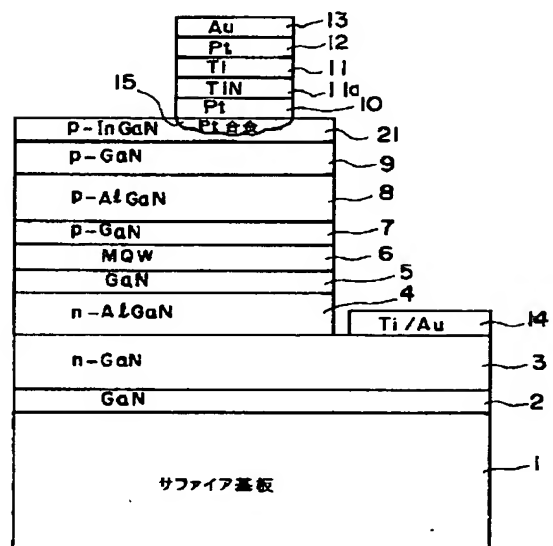 Au 13
Pt 12
Ti 11
TiN 11a
15 Pt 10
p-InGaN Pt合金 21
p-GaN 9
p-AlGaN 8
p-GaN 7
MQW 6
GaN 5
n-AlGaN 4
Ti/Au 14
n-GaN 3
GaN 2
サファイア基板 1